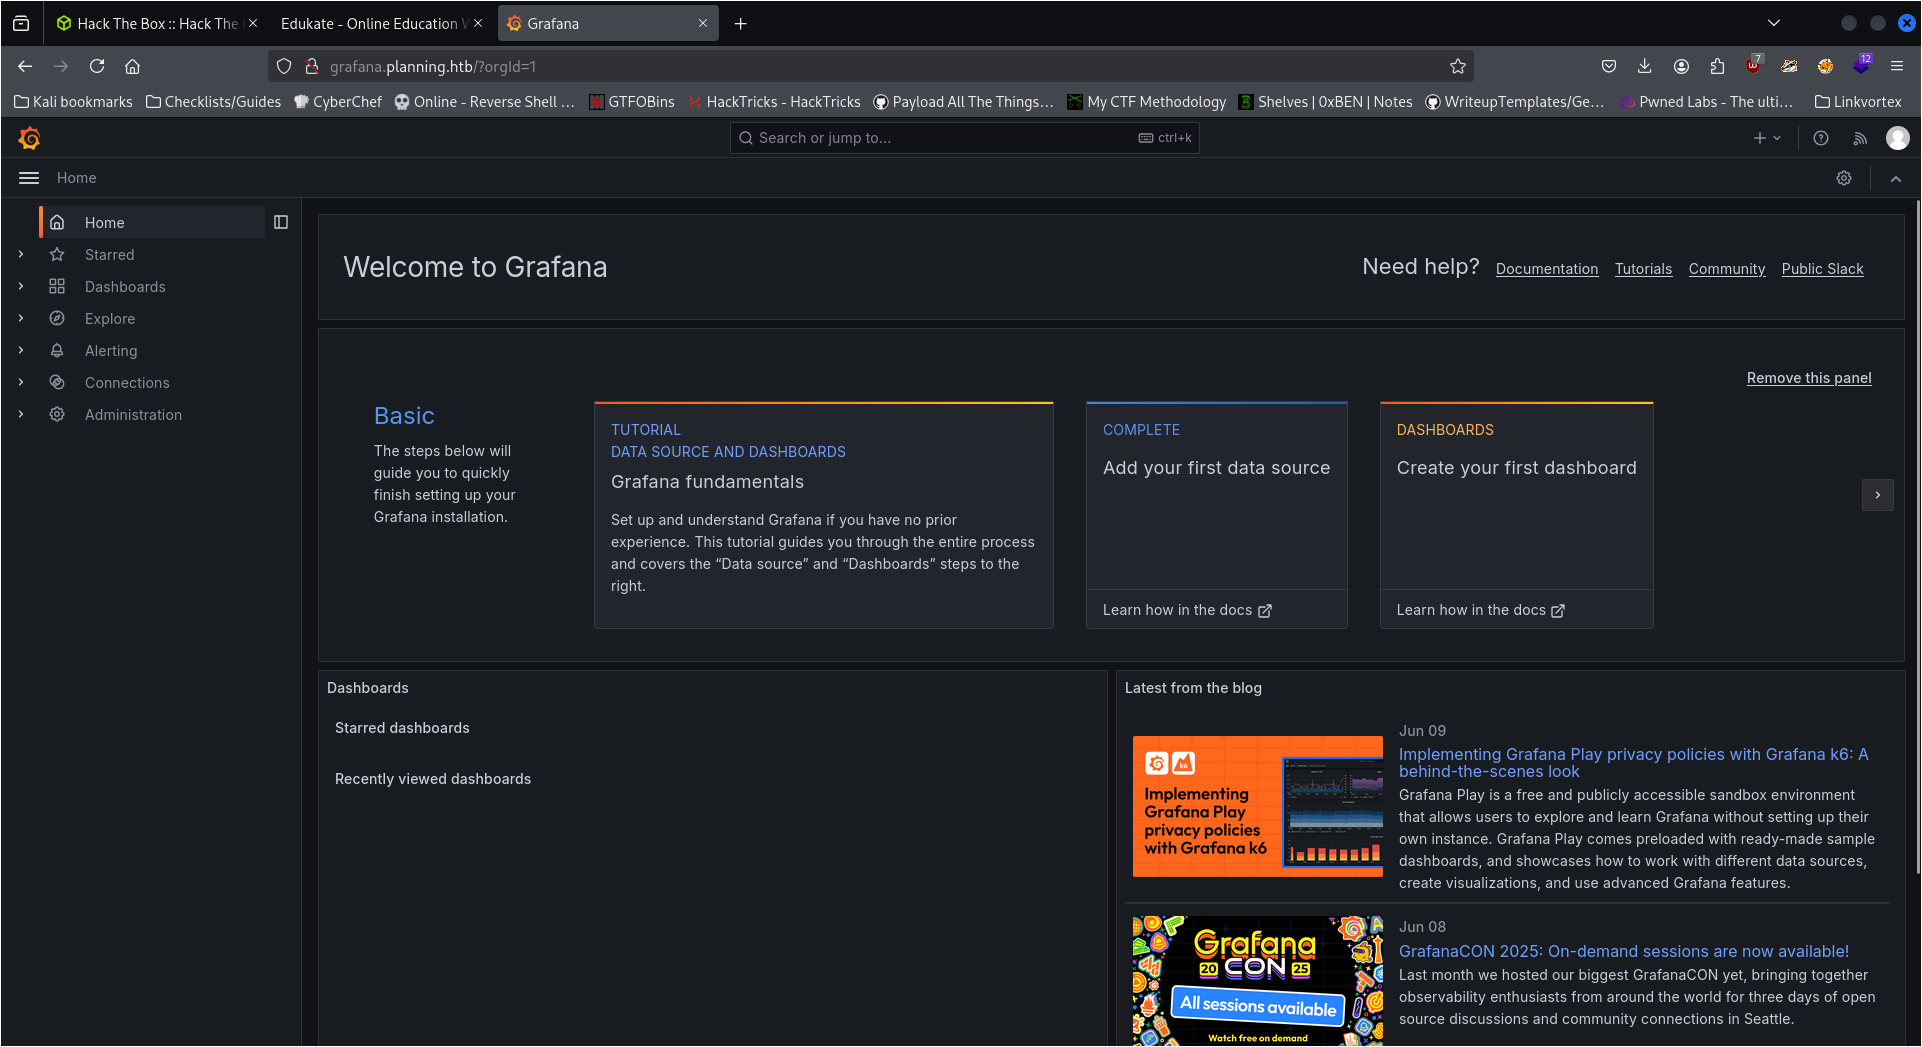 Hack The Box :: Hack The
Edukate - Online Education
Grafana
grafana.planning.htb/?orgId=1
7
12
Kali bookmarks
Checklists/Guides
CyberChef
Online - Reverse Shell ...
GTFOBins
HackTricks - HackTricks
Payload All The Things...
My CTF Methodology
Shelves | 0xBEN | Notes
WriteupTemplates/Ge...
Pwned Labs - The ulti...
Linkvortex
Search or jump to...
ctrl+k
Home
Home
Starred
Dashboards
Explore
Alerting
Connections
Administration
Welcome to Grafana
Need help?
Documentation
Tutorials
Community
Public Slack
Remove this panel
Basic
The steps below will
guide you to quickly
finish setting up your
Grafana installation.
TUTORIAL
DATA SOURCE AND DASHBOARDS
Grafana fundamentals
Set up and understand Grafana if you have no prior
experience. This tutorial guides you through the entire process
and covers the “Data source” and “Dashboards” steps to the
right.
COMPLETE
Add your first data source
Learn how in the docs
DASHBOARDS
Create your first dashboard
Learn how in the docs
Dashboards
Starred dashboards
Recently viewed dashboards
Latest from the blog
k6
Implementing
Grafana Play
privacy policies
with Grafana k6
Jun 09
Implementing Grafana Play privacy policies with Grafana k6: A
behind-the-scenes look
Grafana Play is a free and publicly accessible sandbox environment
that allows users to explore and learn Grafana without setting up their
own instance. Grafana Play comes preloaded with ready-made sample
dashboards, and showcases how to work with different data sources,
create visualizations, and use advanced Grafana features.
Grafana
20 CON 25
All sessions available
Watch free on demand
Jun 08
GrafanaCON 2025: On-demand sessions are now available!
Last month we hosted our biggest GrafanaCON yet, bringing together
observability enthusiasts from around the world for three days of open
source discussions and community connections in Seattle.